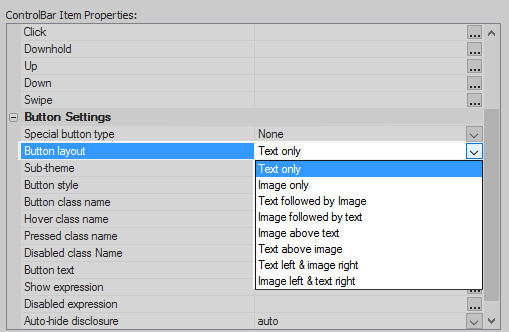 ControlBar Item Properties:
Click ...
Downhold ...
Up ...
Down ...
Swipe ...
Button Settings
Special button type None
Button layout Text only
Sub-theme Text only
Button style Image only
Button class name Text followed by Image
Hover class name Image followed by text
Pressed class name Image above text
Disabled class Name Text above image
Button text Text left & image right
Show expression Image left & text right
Disabled expression ...
Auto-hide disclosure auto